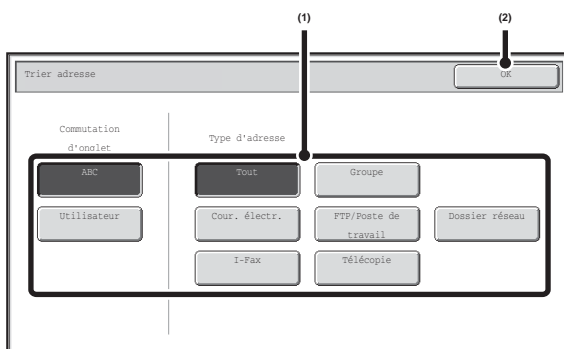 (1) (2)
Trier adresse OK
Commutation
d'onglet
Type d'adresse
ABC Tout Groupe
Utilisateur Cour. électr. FTP/Poste de
travail
Dossier réseau
I-Fax Télécopie